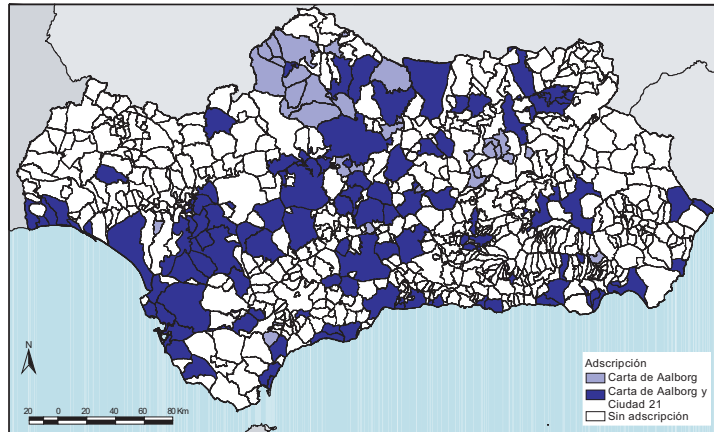 N
20 0 20 40 60 80 Km
Adscripción
Carta de Aalborg
Carta de Aalborg y
Ciudad 21
Sin adscripción